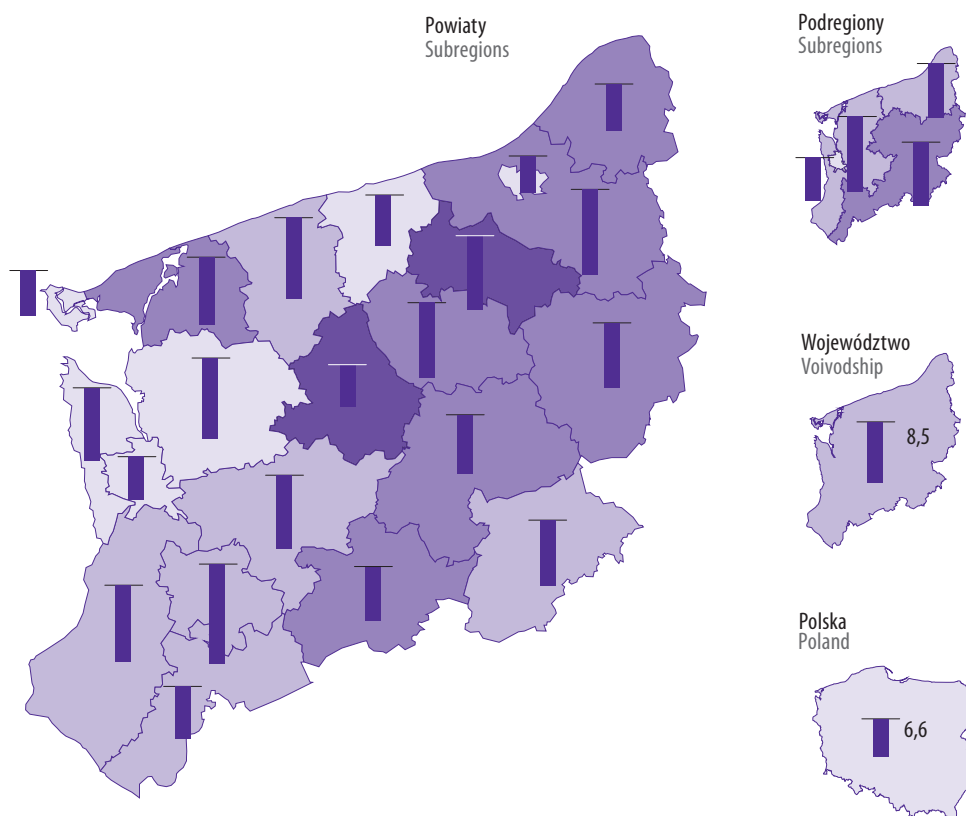 Powiaty
Subregions
Podregiony
Subregions
Województwo
Voivodship
8,5
Polska
Poland
6,6